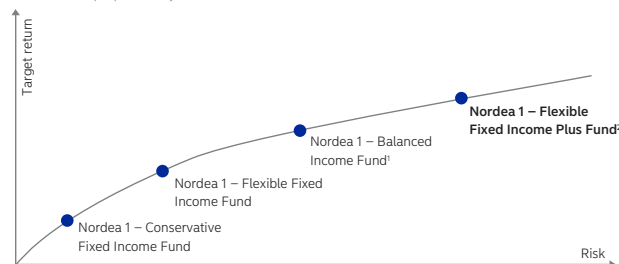 Target return
Nordea 1 – Flexible
Fixed Income Plus Fund²
Nordea 1 – Balanced
Income Fund¹
Nordea 1 – Flexible Fixed
Income Fund
Nordea 1 – Conservative
Fixed Income Fund
Risk